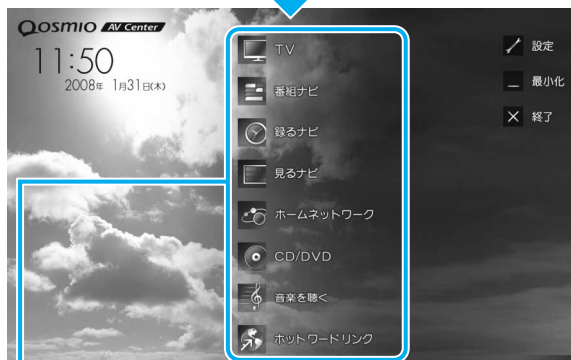 Qosmio AV Center
11:50
2008年 1月31日(木)
TV
番組ナビ
録るナビ
見るナビ
ホームネットワーク
CD/DVD
音楽を聴く
ホットワードリンク
設定
最小化
終了